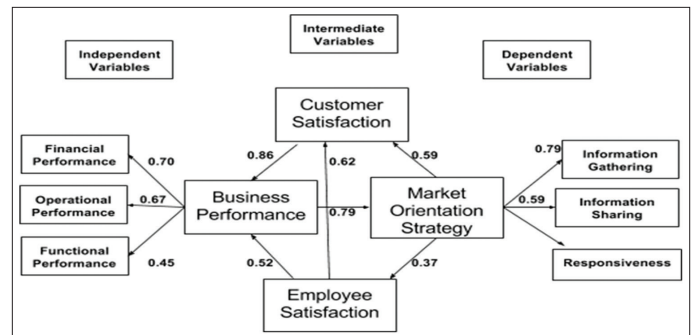 Intermediate
Variables
Independent
Variables
Dependent
Variables
Customer
Satisfaction
Financial
Performance
0.70
0.86
0.62
0.59
0.79
Information
Gathering
Operational
Performance
0.67
Business
Performance
0.79
Market
Orientation
Strategy
0.59
Information
Sharing
Functional
Performance
0.45
0.52
0.37
Responsiveness
Employee
Satisfaction